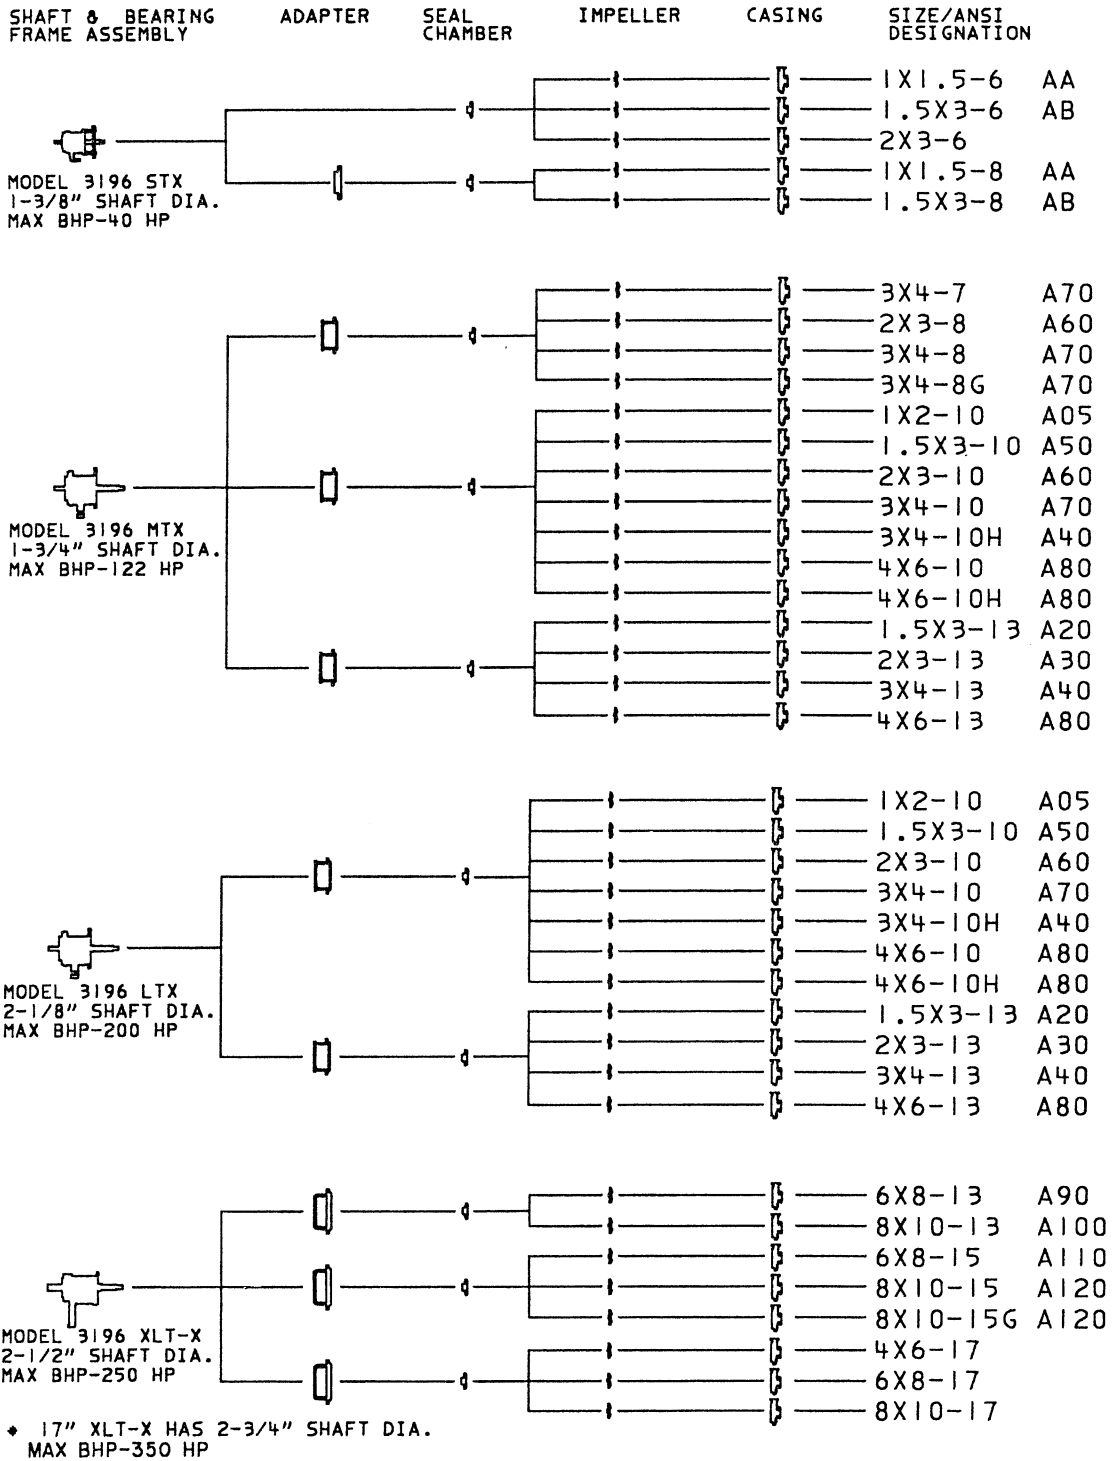 SHAFT & BEARING FRAME ASSEMBLY
ADAPTER
SEAL CHAMBER
IMPELLER
CASING
SIZE/ANSI DESIGNATION
1X1.5-6 AA
1.5X3-6 AB
2X3-6
1X1.5-8 AA
1.5X3-8 AB
MODEL 3196 STX
1-3/8" SHAFT DIA.
MAX BHP-40 HP
3X4-7 A70
2X3-8 A60
3X4-8 A70
3X4-8G A70
1X2-10 A05
1.5X3-10 A50
2X3-10 A60
3X4-10 A70
3X4-10H A40
4X6-10 A80
4X6-10H A80
1.5X3-13 A20
2X3-13 A30
3X4-13 A40
4X6-13 A80
MODEL 3196 MTX
1-3/4" SHAFT DIA.
MAX BHP-122 HP
1X2-10 A05
1.5X3-10 A50
2X3-10 A60
3X4-10 A70
3X4-10H A40
4X6-10 A80
4X6-10H A80
1.5X3-13 A20
2X3-13 A30
3X4-13 A40
4X6-13 A80
MODEL 3196 LTX
2-1/8" SHAFT DIA.
MAX BHP-200 HP
6X8-13 A90
8X10-13 A100
6X8-15 A110
8X10-15 A120
8X10-15G A120
4X6-17
6X8-17
8X10-17
MODEL 3196 XLT-X
2-1/2" SHAFT DIA.
MAX BHP-250 HP
* 17" XLT-X HAS 2-3/4" SHAFT DIA.
MAX BHP-350 HP